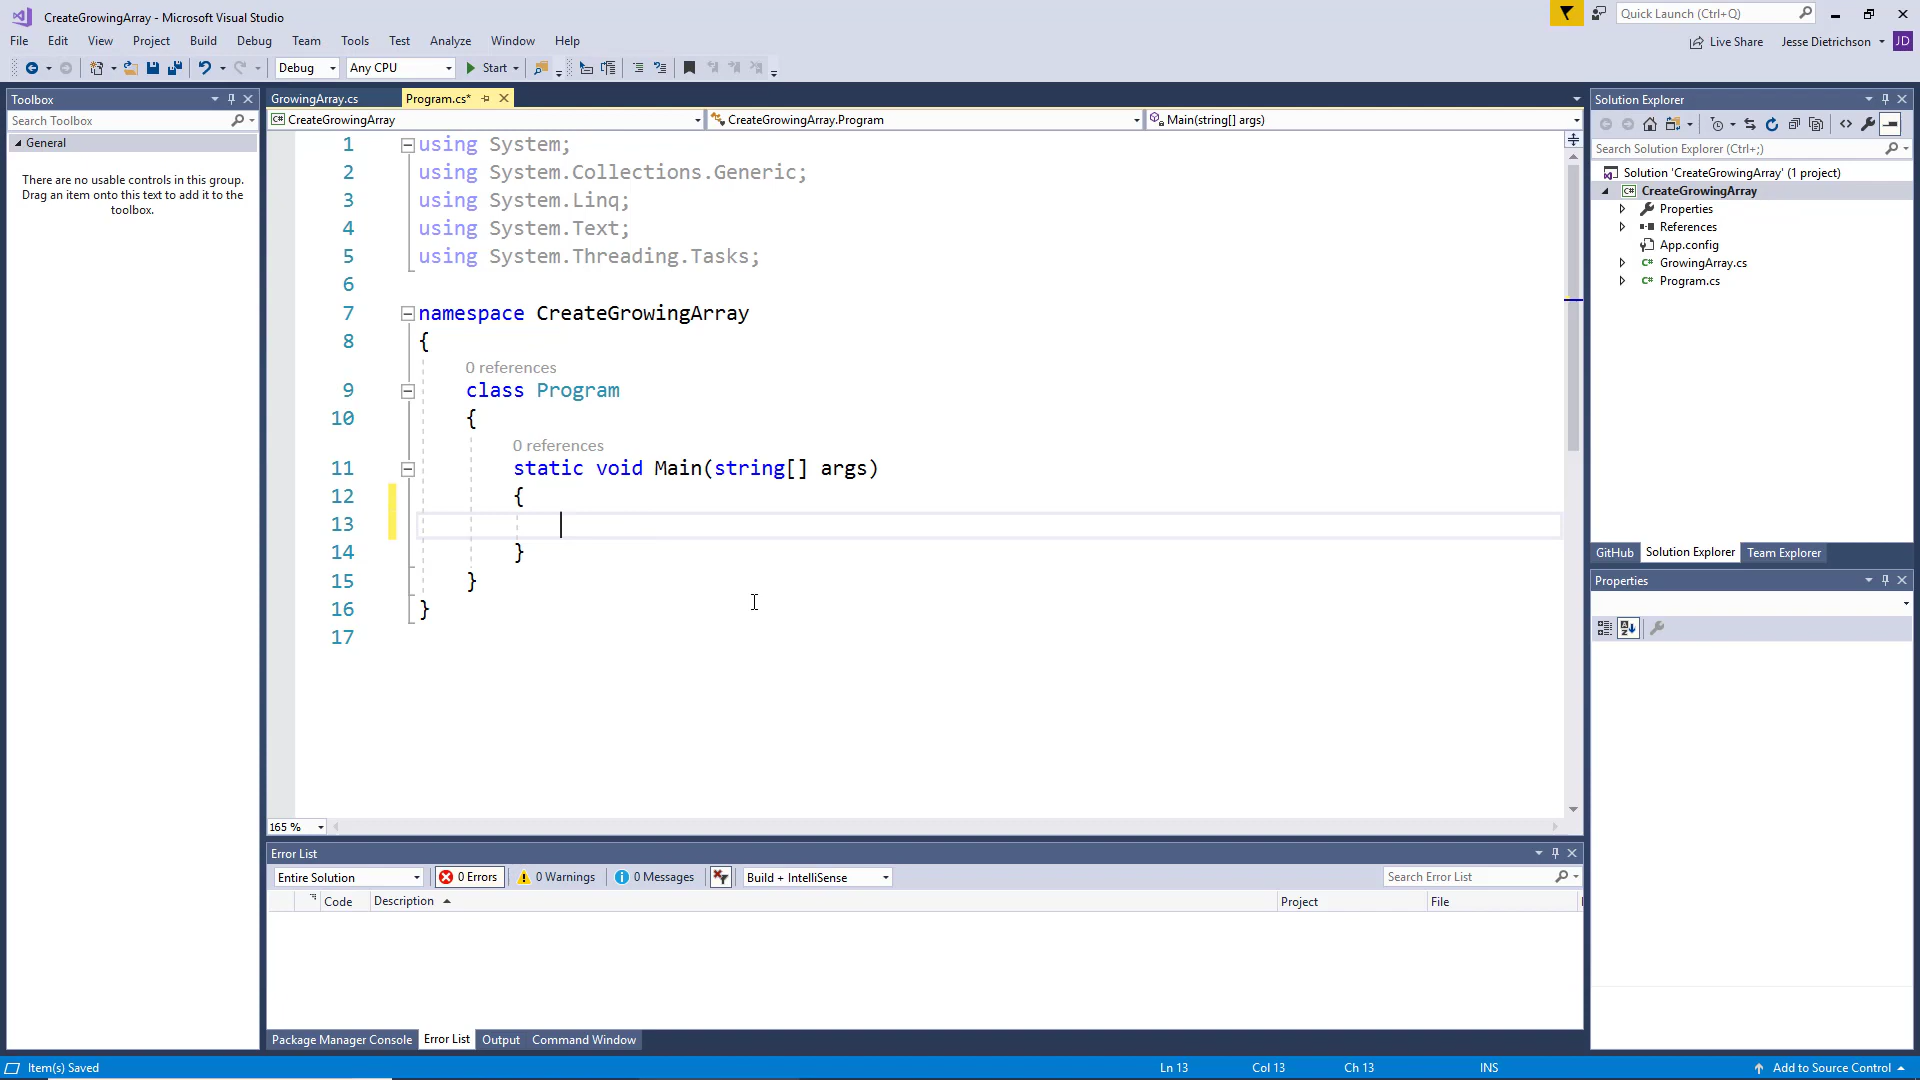 CreateGrowingArray - Microsoft Visual Studio
Quick Launch (Ctrl+Q)
File Edit View Project Build Debug Team Tools Test Analyze Window Help
Live Share Jesse Dietrichson JD
Debug Any CPU Start
Toolbox
Search Toolbox
General
There are no usable controls in this group.
Drag an item onto this text to add it to the
toolbox.
GrowingArray.cs Program.cs*
CreateGrowingArray CreateGrowingArray.Program Main(string[] args)
1 using System;
2 using System.Collections.Generic;
3 using System.Linq;
4 using System.Text;
5 using System.Threading.Tasks;
6
7 namespace CreateGrowingArray
8 {
0 references
9 class Program
10 {
0 references
11 static void Main(string[] args)
12 {
13
14 }
15 }
16 }
17
165 %
Solution Explorer
Search Solution Explorer (Ctrl+;)
Solution 'CreateGrowingArray' (1 project)
C# CreateGrowingArray
Properties
References
App.config
C# GrowingArray.cs
C# Program.cs
GitHub Solution Explorer Team Explorer
Properties
Error List
Entire Solution 0 Errors 0 Warnings 0 Messages Build + IntelliSense Search Error List
Code Description Project File
Package Manager Console Error List Output Command Window
Item(s) Saved Ln 13 Col 13 Ch 13 INS Add to Source Control